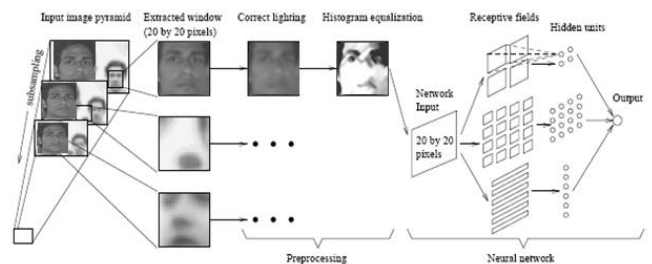 Input image pyramid
Extracted window
(20 by 20 pixels)
Correct lighting
Histogram equalization
Receptive fields
Hidden units
subsampling
Network
Input
Output
20 by 20
pixels
Preprocessing
Neural network